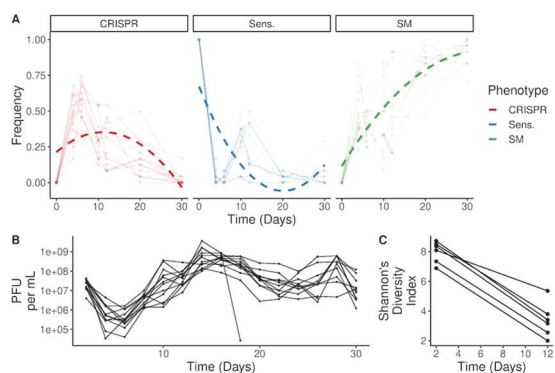 A
CRISPR
Sens.
SM
Frequency
1.00
0.75
0.50
0.25
0.00
0 10 20 30 0 10 20 30 0 10 20 30
Time (Days)
Phenotype
CRISPR
Sens.
SM
B
PFU
per mL
1e+09
1e+08
1e+07
1e+06
1e+05
10 20 30
Time (Days)
C
Shannon's
Diversity
Index
8
6
4
2
0 2 4 6 8 10 12
Time (Days)